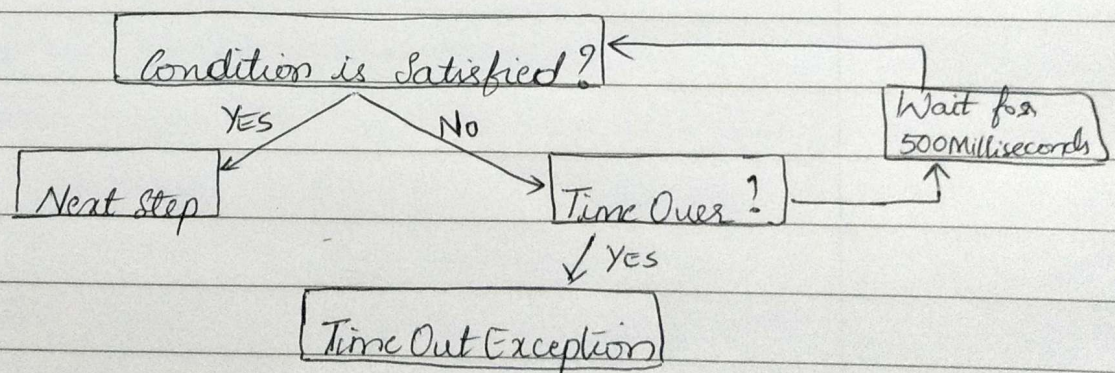 Condition is Satisfied?
YES
No
Wait for
500Milliseconds
Next Step
Time Over?
YES
Time Out Exception